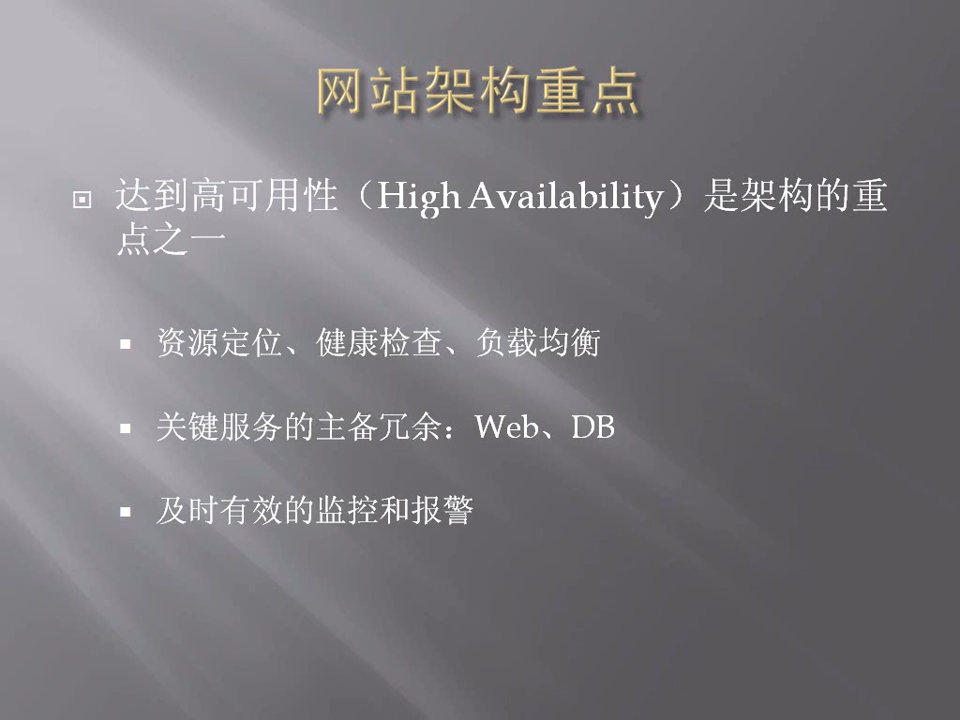 网站架构重点
达到高可用性（High Availability）是架构的重
点之一
资源定位、健康检查、负载均衡
关键服务的主备冗余：Web、DB
及时有效的监控和报警